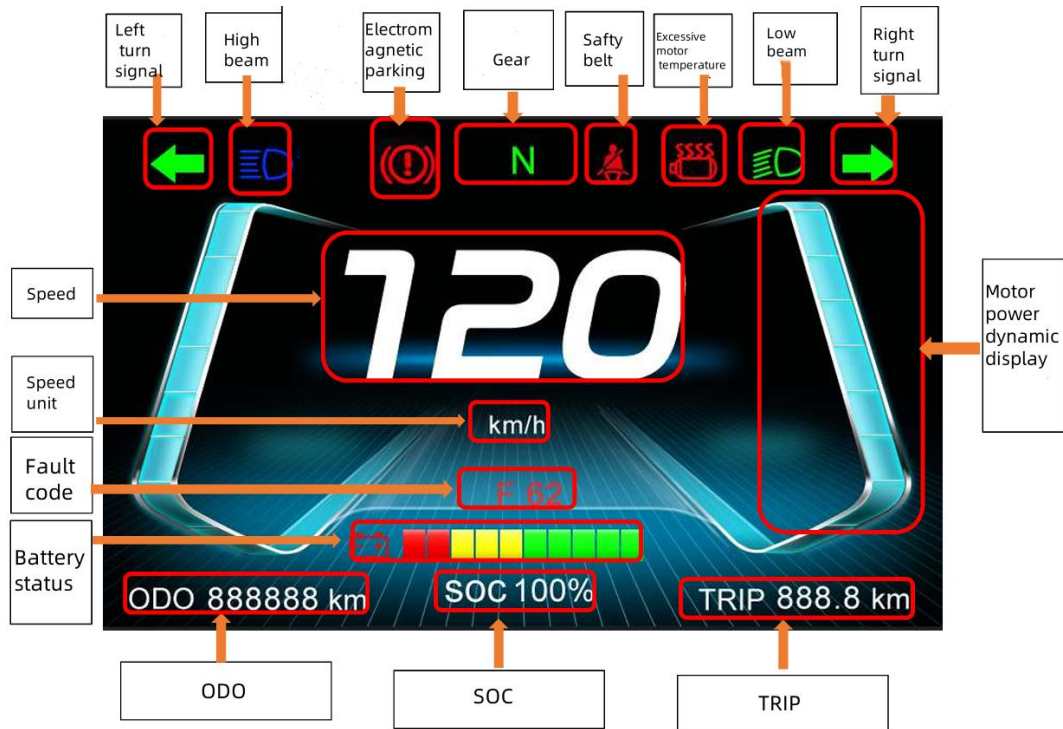 Left
turn
signal
High
beam
Electrom
agnetic
parking
Gear
Safty
belt
Excessive
motor
temperature
Low
beam
Right
turn
signal
N
Speed
120
Motor
power
dynamic
display
Speed
unit
km/h
Fault
code
F 62
Battery
status
ODO 888888 km
SOC 100%
TRIP 888.8 km
ODO
SOC
TRIP